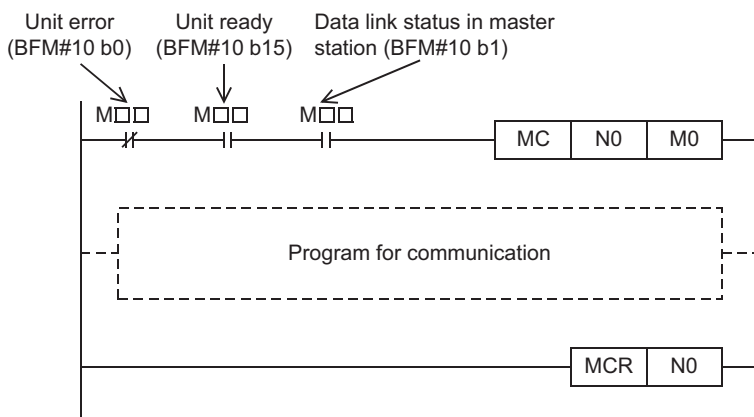 Unit error
(BFM#10 b0)
Unit ready
(BFM#10 b15)
Data link status in master
station (BFM#10 b1)
M□□ M□□ M□□
MC N0 M0
Program for communication
MCR N0